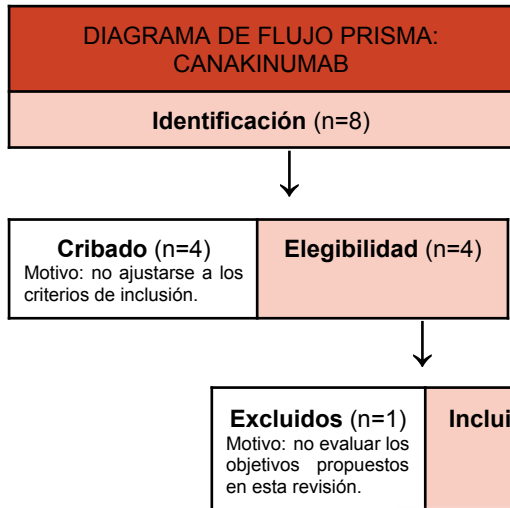 DIAGRAMA DE FLUJO PRISMA:
CANAKINUMAB
Identificación (n=8)
Cribado (n=4)
Motivo: no ajustarse a los
criterios de inclusión.
Elegibilidad (n=4)
Excluidos (n=1)
Motivo: no evaluar los
objetivos propuestos
en esta revisión.